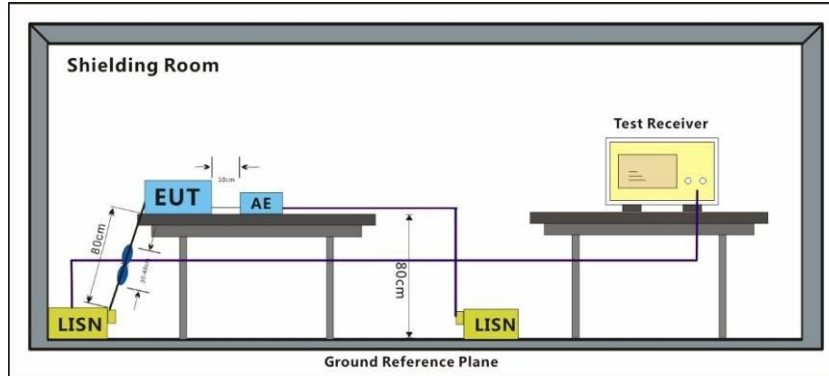 Shielding Room
Test Receiver
10cm
EUT
AE
80cm
80cm
LISN
LISN
Ground Reference Plane